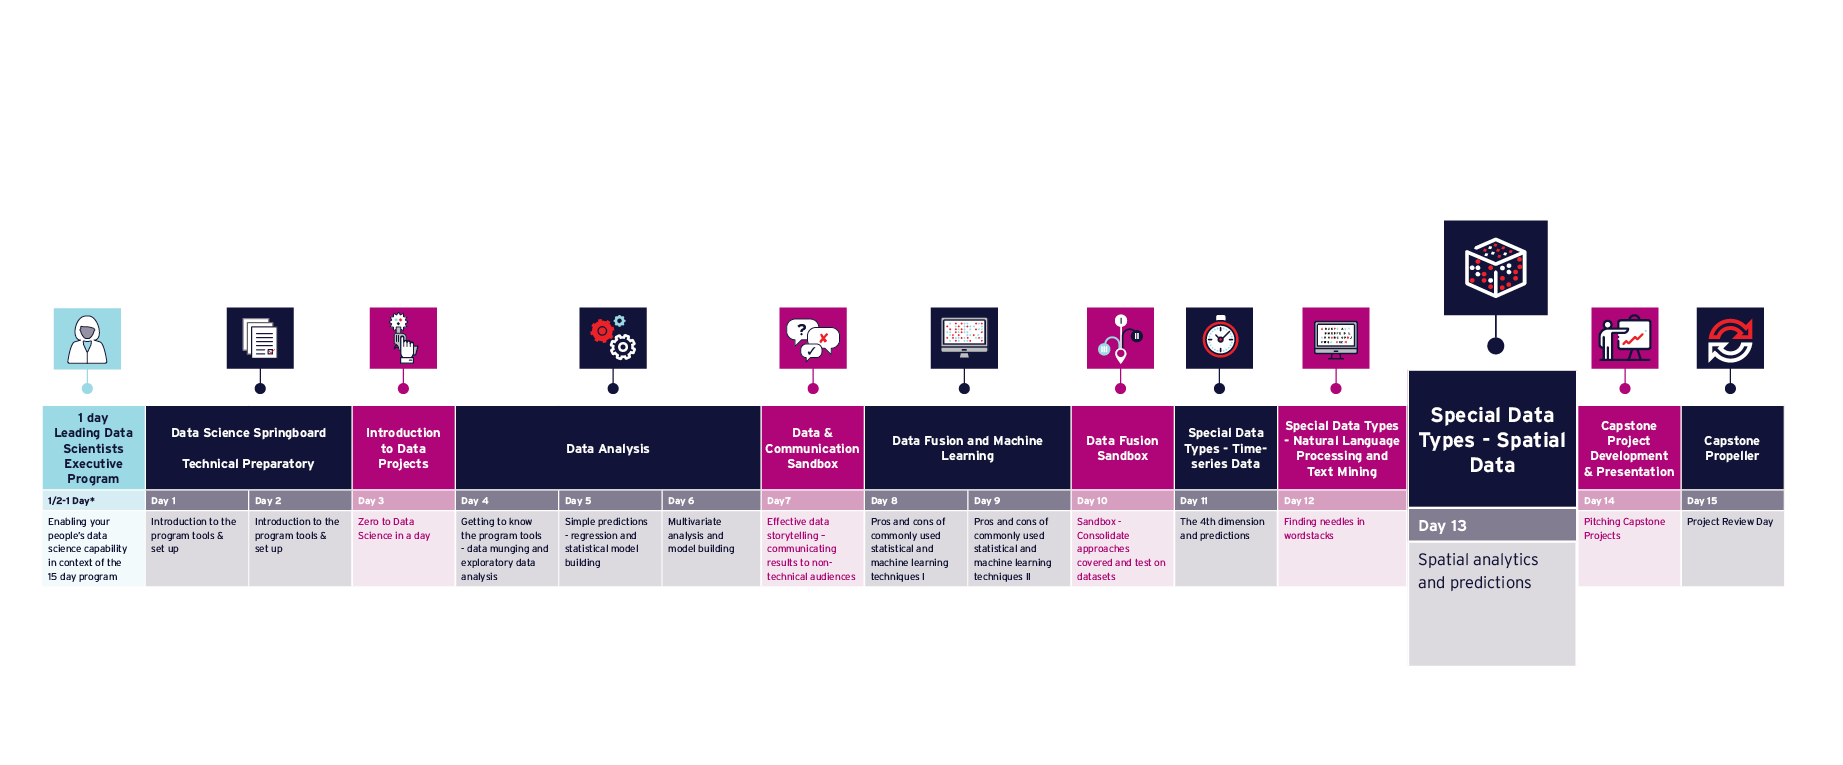 1 day
Leading Data
Scientists
Executive
Program
Data Science Springboard
Technical Preparatory
Introduction
to Data
Projects
Data Analysis
Data &
Communication
Sandbox
Data Fusion and Machine
Learning
Data Fusion
Sandbox
Special Data
Types - Time-
series Data
Special Data Types
- Natural Language
Processing and
Text Mining
Special Data
Types - Spatial
Data
Capstone
Project
Development
& Presentation
Capstone
Propeller
1/2-1 Day*
Day 1
Day 2
Day 3
Day 4
Day 5
Day 6
Day7
Day 8
Day 9
Day 10
Day 11
Day 12
Day 13
Day 14
Day 15
Enabling your
people's data
science capability
in context of the
15 day program
Introduction to the
program tools &
set up
Introduction to the
program tools &
set up
Zero to Data
Science in a day
Getting to know
the program tools
- data munging and
exploratory data
analysis
Simple predictions
- regression and
statistical model
building
Multivariate
analysis and
model building
Effective data
storytelling –
communicating
results to non-
technical audiences
Pros and cons of
commonly used
statistical and
machine learning
techniques I
Pros and cons of
commonly used
statistical and
machine learning
techniques II
Sandbox -
Consolidate
approaches
covered and test on
datasets
The 4th dimension
and predictions
Finding needles in
wordstacks
Spatial analytics
and predictions
Pitching Capstone
Projects
Project Review Day